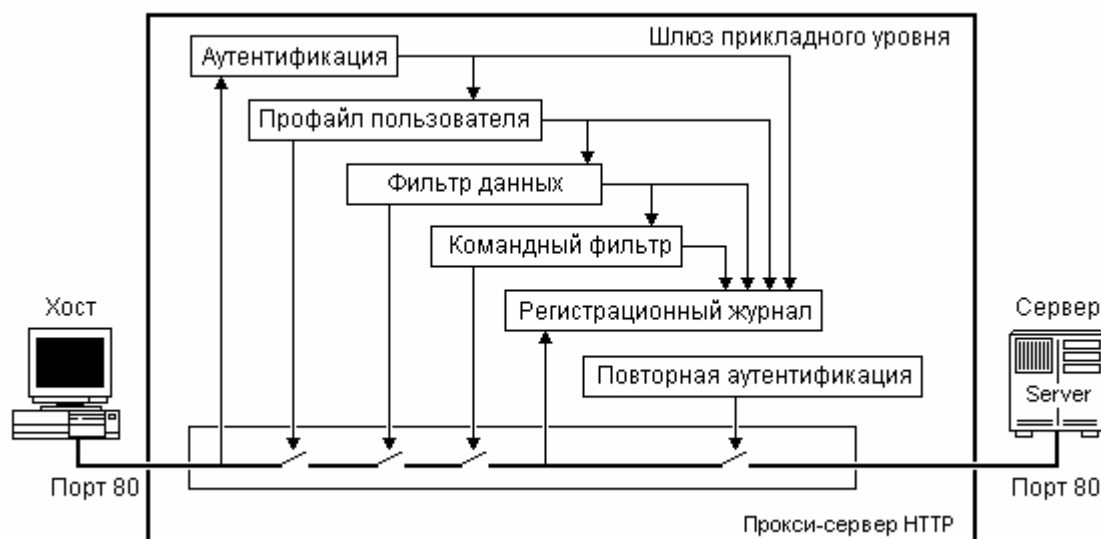 Шлюз прикладного уровня
Аутентификация
Профайл пользователя
Фильтр данных
Командный фильтр
Регистрационный журнал
Повторная аутентификация
Хост
Сервер
Server
Порт 80
Порт 80
Прокси-сервер HTTP